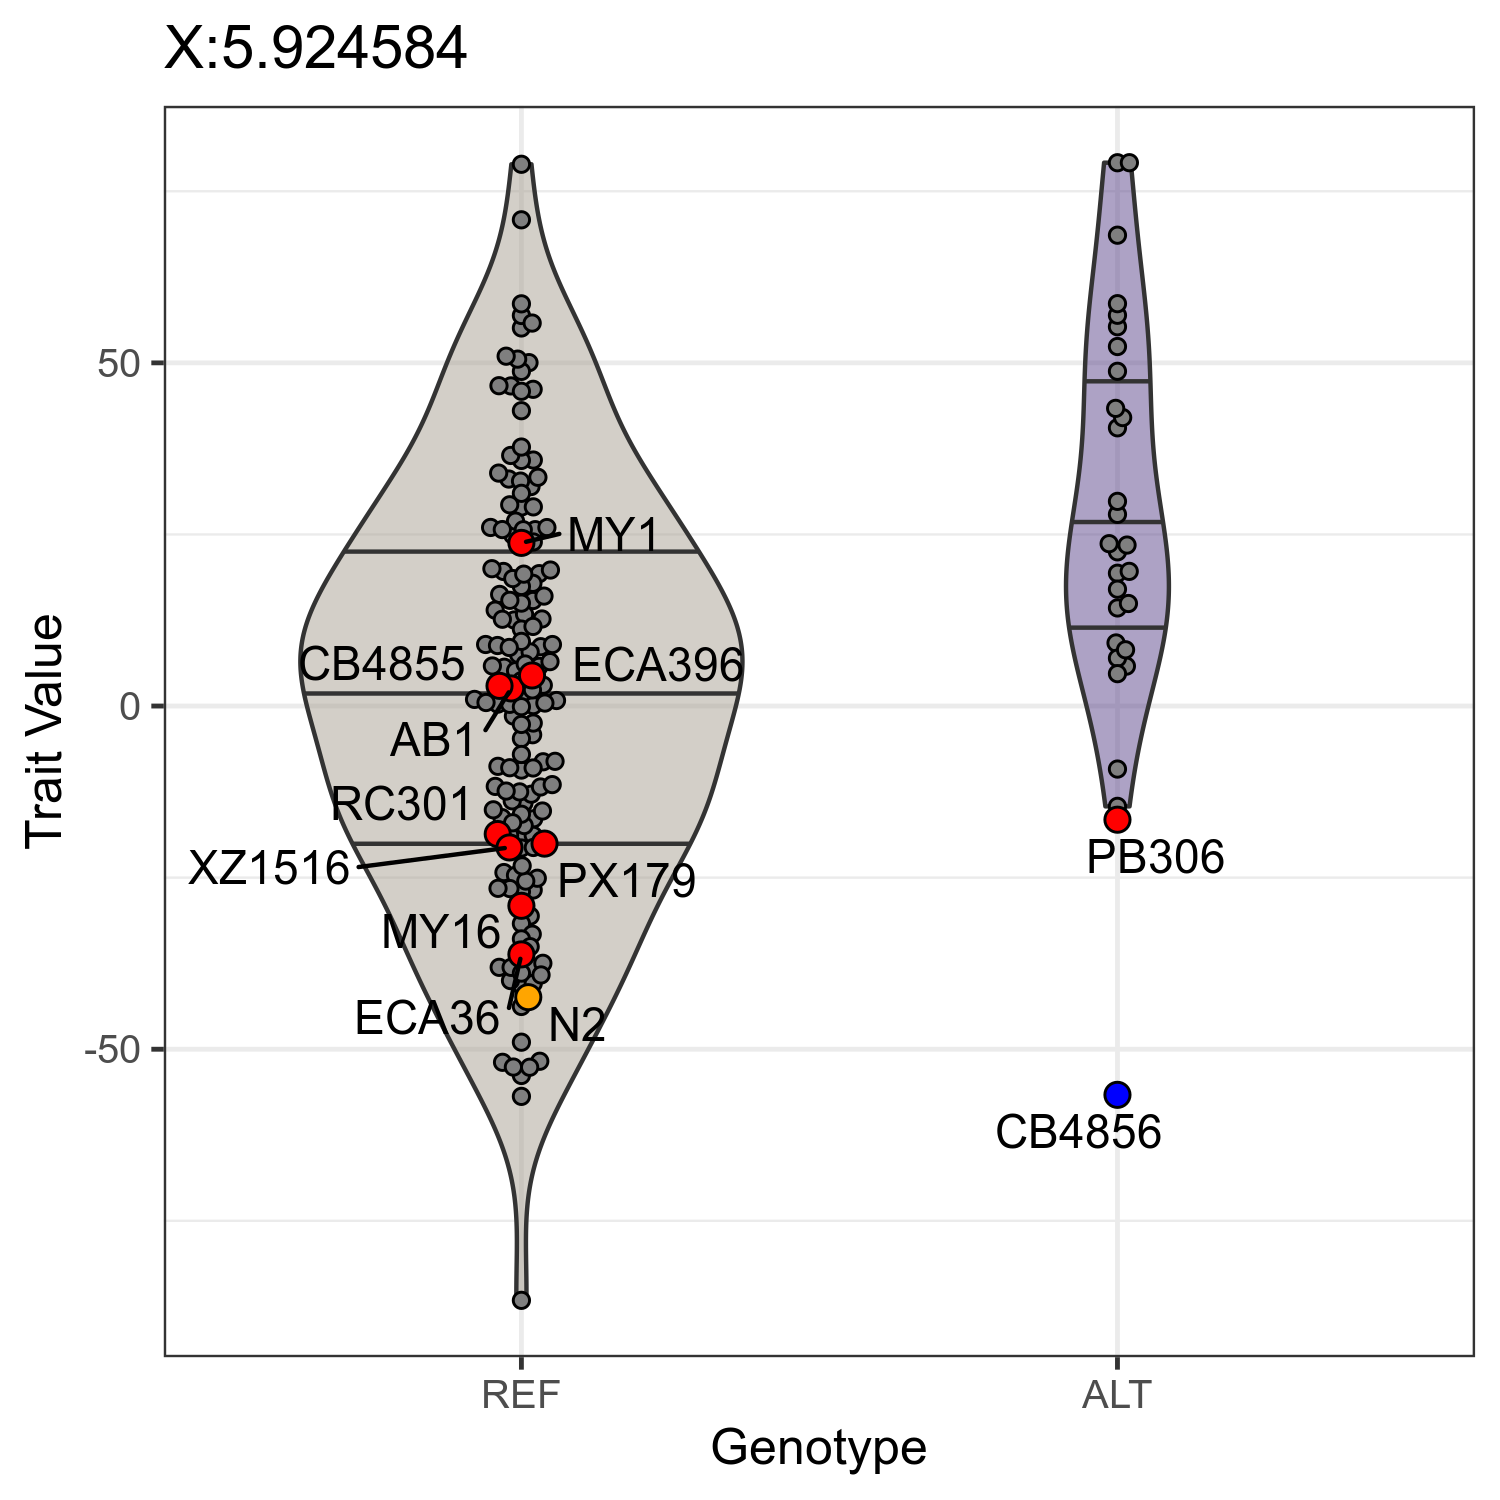 X:5.924584
Trait Value
50
0
-50
MY1
CB4855
ECA396
AB1
RC301
XZ1516
PX179
MY16
ECA36
N2
PB306
CB4856
REF
ALT
Genotype